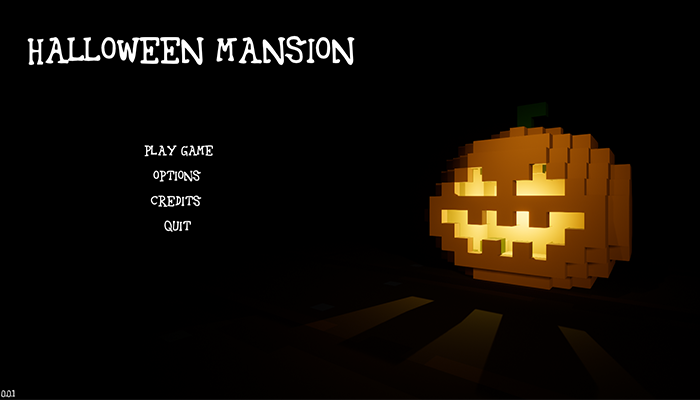 HALLOWEEN MANSION
PLAY GAME
OPTIONS
CREDITS
QUIT
0.0.1